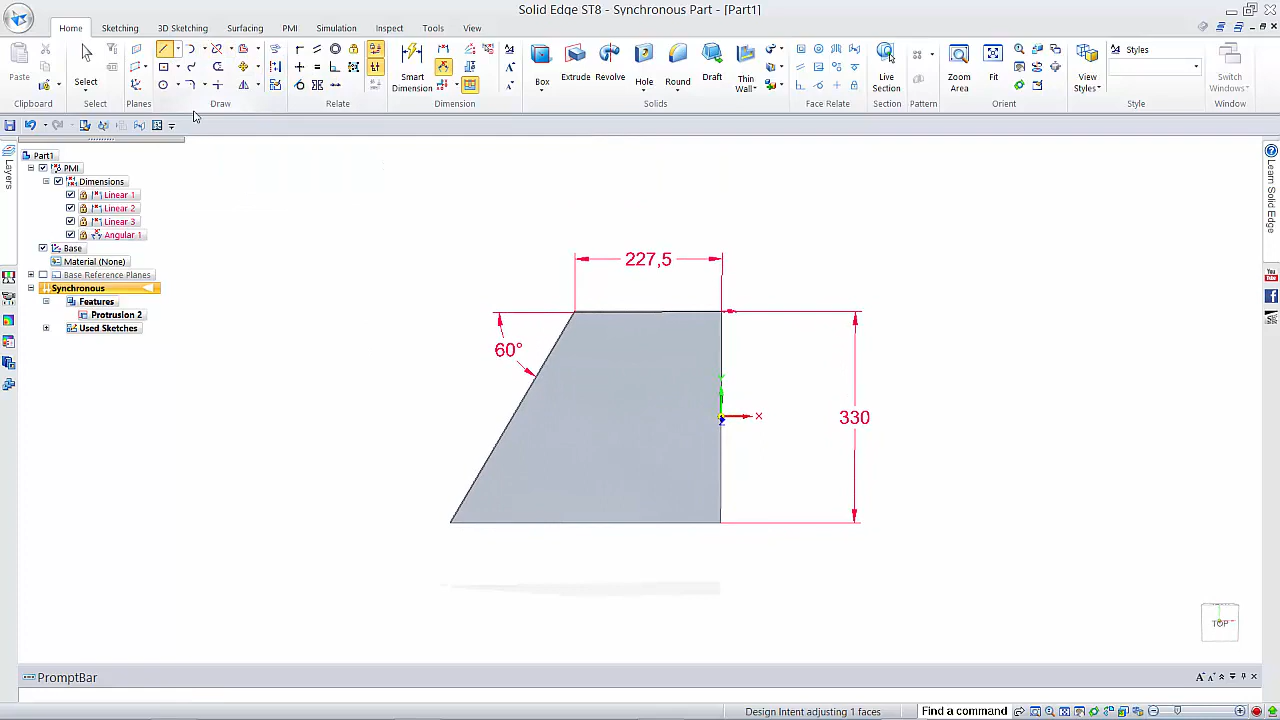 Solid Edge ST8 - Synchronous Part - [Part1]
Home Sketching 3D Sketching Surfacing PMI Simulation Inspect Tools View
Paste
Select
Smart Dimension
Box
Extrude
Revolve
Hole
Round
Draft
Thin Wall
Live Section
Zoom Area
Fit
View Styles
Styles
Switch Windows
Clipboard Select Planes Draw Relate Dimension Solids Face Relate Section Pattern Orient Style Window
Layers
Part1
PMI
Dimensions
Linear 1
Linear 2
Linear 3
Angular 1
Base
Material (None)
Base Reference Planes
Synchronous
Features
Protrusion 2
Used Sketches
227,5
60°
330
X
Learn Solid Edge
You Tube
TOP
PromptBar
Design Intent adjusting 1 faces
Find a command